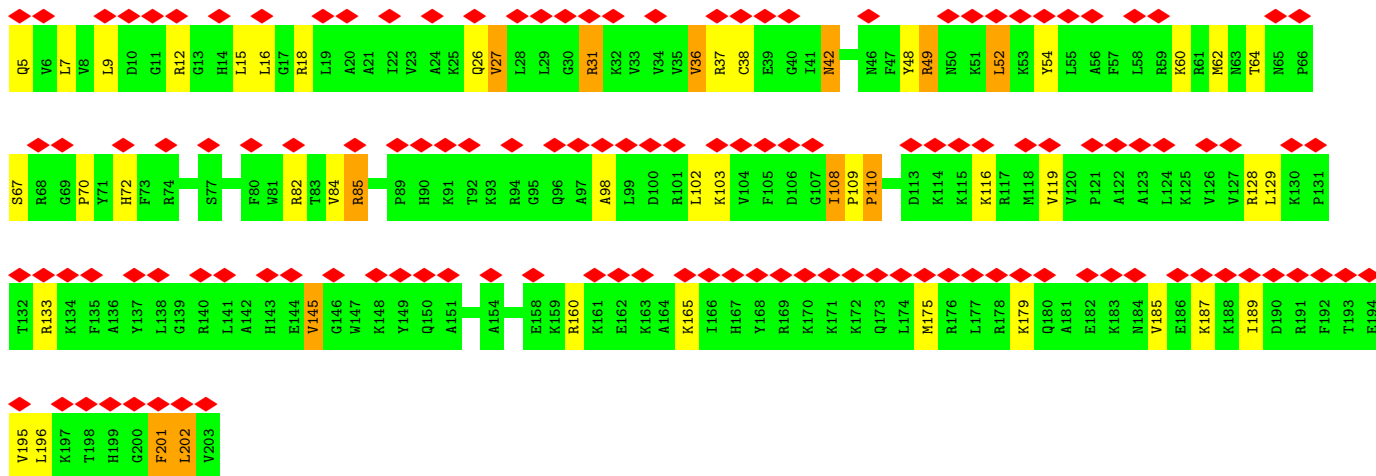 Q5 V6 L7 V8 L9 D10 G11 R12 G13 H14 L15 L16 G17 R18 L19 A20 A21 I22 V23 A24 K25 Q26 V27 L28 L29 G30 R31 K32 V33 V34 V35 V36 R37 C38 E39 G40 I41 N42 N46 F47 Y48 R49 N50 K51 L52 K53 Y54 L55 A56 F57 L58 R59 K60 R61 M62 N63 T64 N65 P66
S67 R68 G69 P70 Y71 H72 F73 R74 S77 F80 W81 R82 T83 V84 R85 P89 H90 K91 T92 K93 R94 G95 Q96 A97 A98 L99 D100 R101 L102 K103 V104 F105 D106 G107 I108 P109 P110 D113 K114 K115 K116 R117 M118 V119 V120 P121 A122 A123 L124 K125 V126 V127 R128 L129 K130 P131
T132 R133 K134 F135 A136 Y137 L138 G139 R140 L141 A142 H143 E144 V145 G146 W147 K148 Y149 Q150 A151 A154 E158 K159 R160 K161 E162 K163 A164 K165 I166 H167 Y168 R169 K170 K171 K172 Q173 L174 M175 R176 L177 R178 K179 Q180 A181 E182 K183 N184 V185 E186 K187 K188 I189 D190 R191 F192 T193 E194
V195 L196 K197 T198 H199 G200 F201 L202 V203